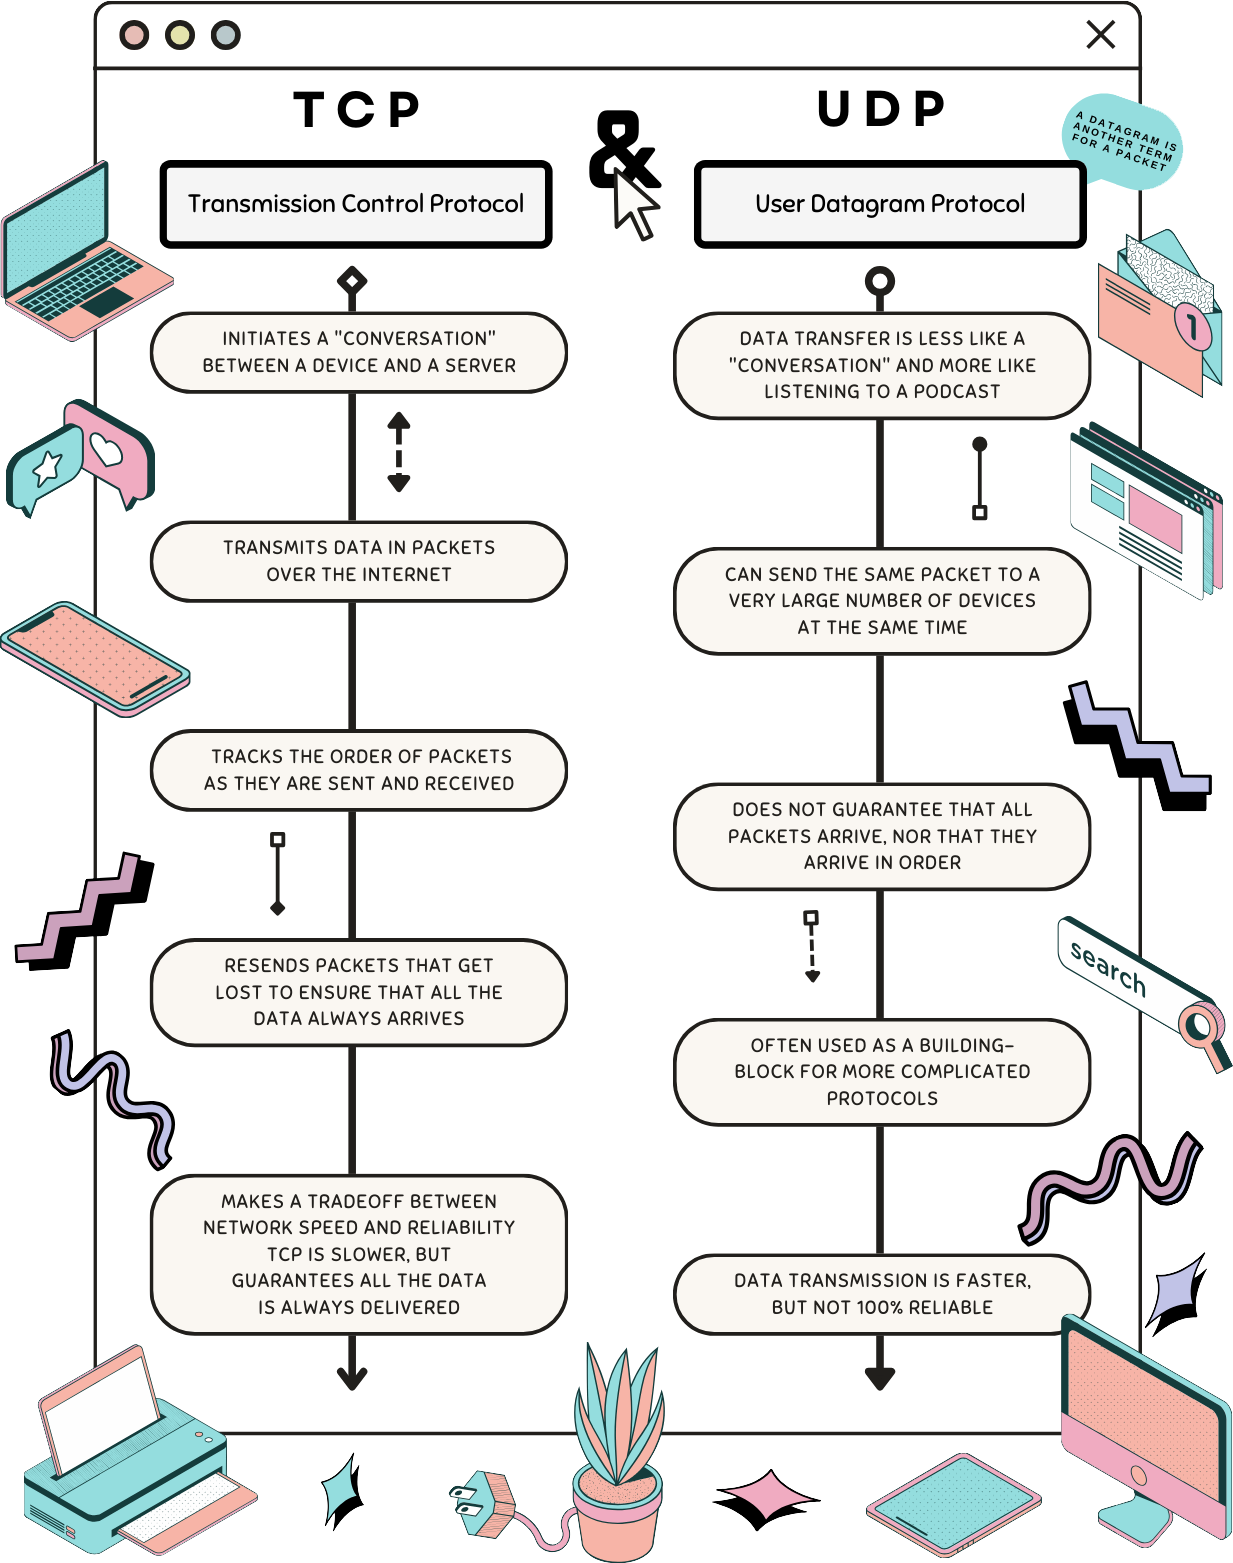 TCP
&
UDP
A DATAGRAM IS
ANOTHER TERM
FOR A PACKET
Transmission Control Protocol
User Datagram Protocol
INITIATES A "CONVERSATION"
BETWEEN A DEVICE AND A SERVER
TRANSMITS DATA IN PACKETS
OVER THE INTERNET
TRACKS THE ORDER OF PACKETS
AS THEY ARE SENT AND RECEIVED
RESENDS PACKETS THAT GET
LOST TO ENSURE THAT ALL THE
DATA ALWAYS ARRIVES
MAKES A TRADEOFF BETWEEN
NETWORK SPEED AND RELIABILITY
TCP IS SLOWER, BUT
GUARANTEES ALL THE DATA
IS ALWAYS DELIVERED
DATA TRANSFER IS LESS LIKE A
"CONVERSATION" AND MORE LIKE
LISTENING TO A PODCAST
CAN SEND THE SAME PACKET TO A
VERY LARGE NUMBER OF DEVICES
AT THE SAME TIME
DOES NOT GUARANTEE THAT ALL
PACKETS ARRIVE, NOR THAT THEY
ARRIVE IN ORDER
OFTEN USED AS A BUILDING-
BLOCK FOR MORE COMPLICATED
PROTOCOLS
DATA TRANSMISSION IS FASTER,
BUT NOT 100% RELIABLE
1
search